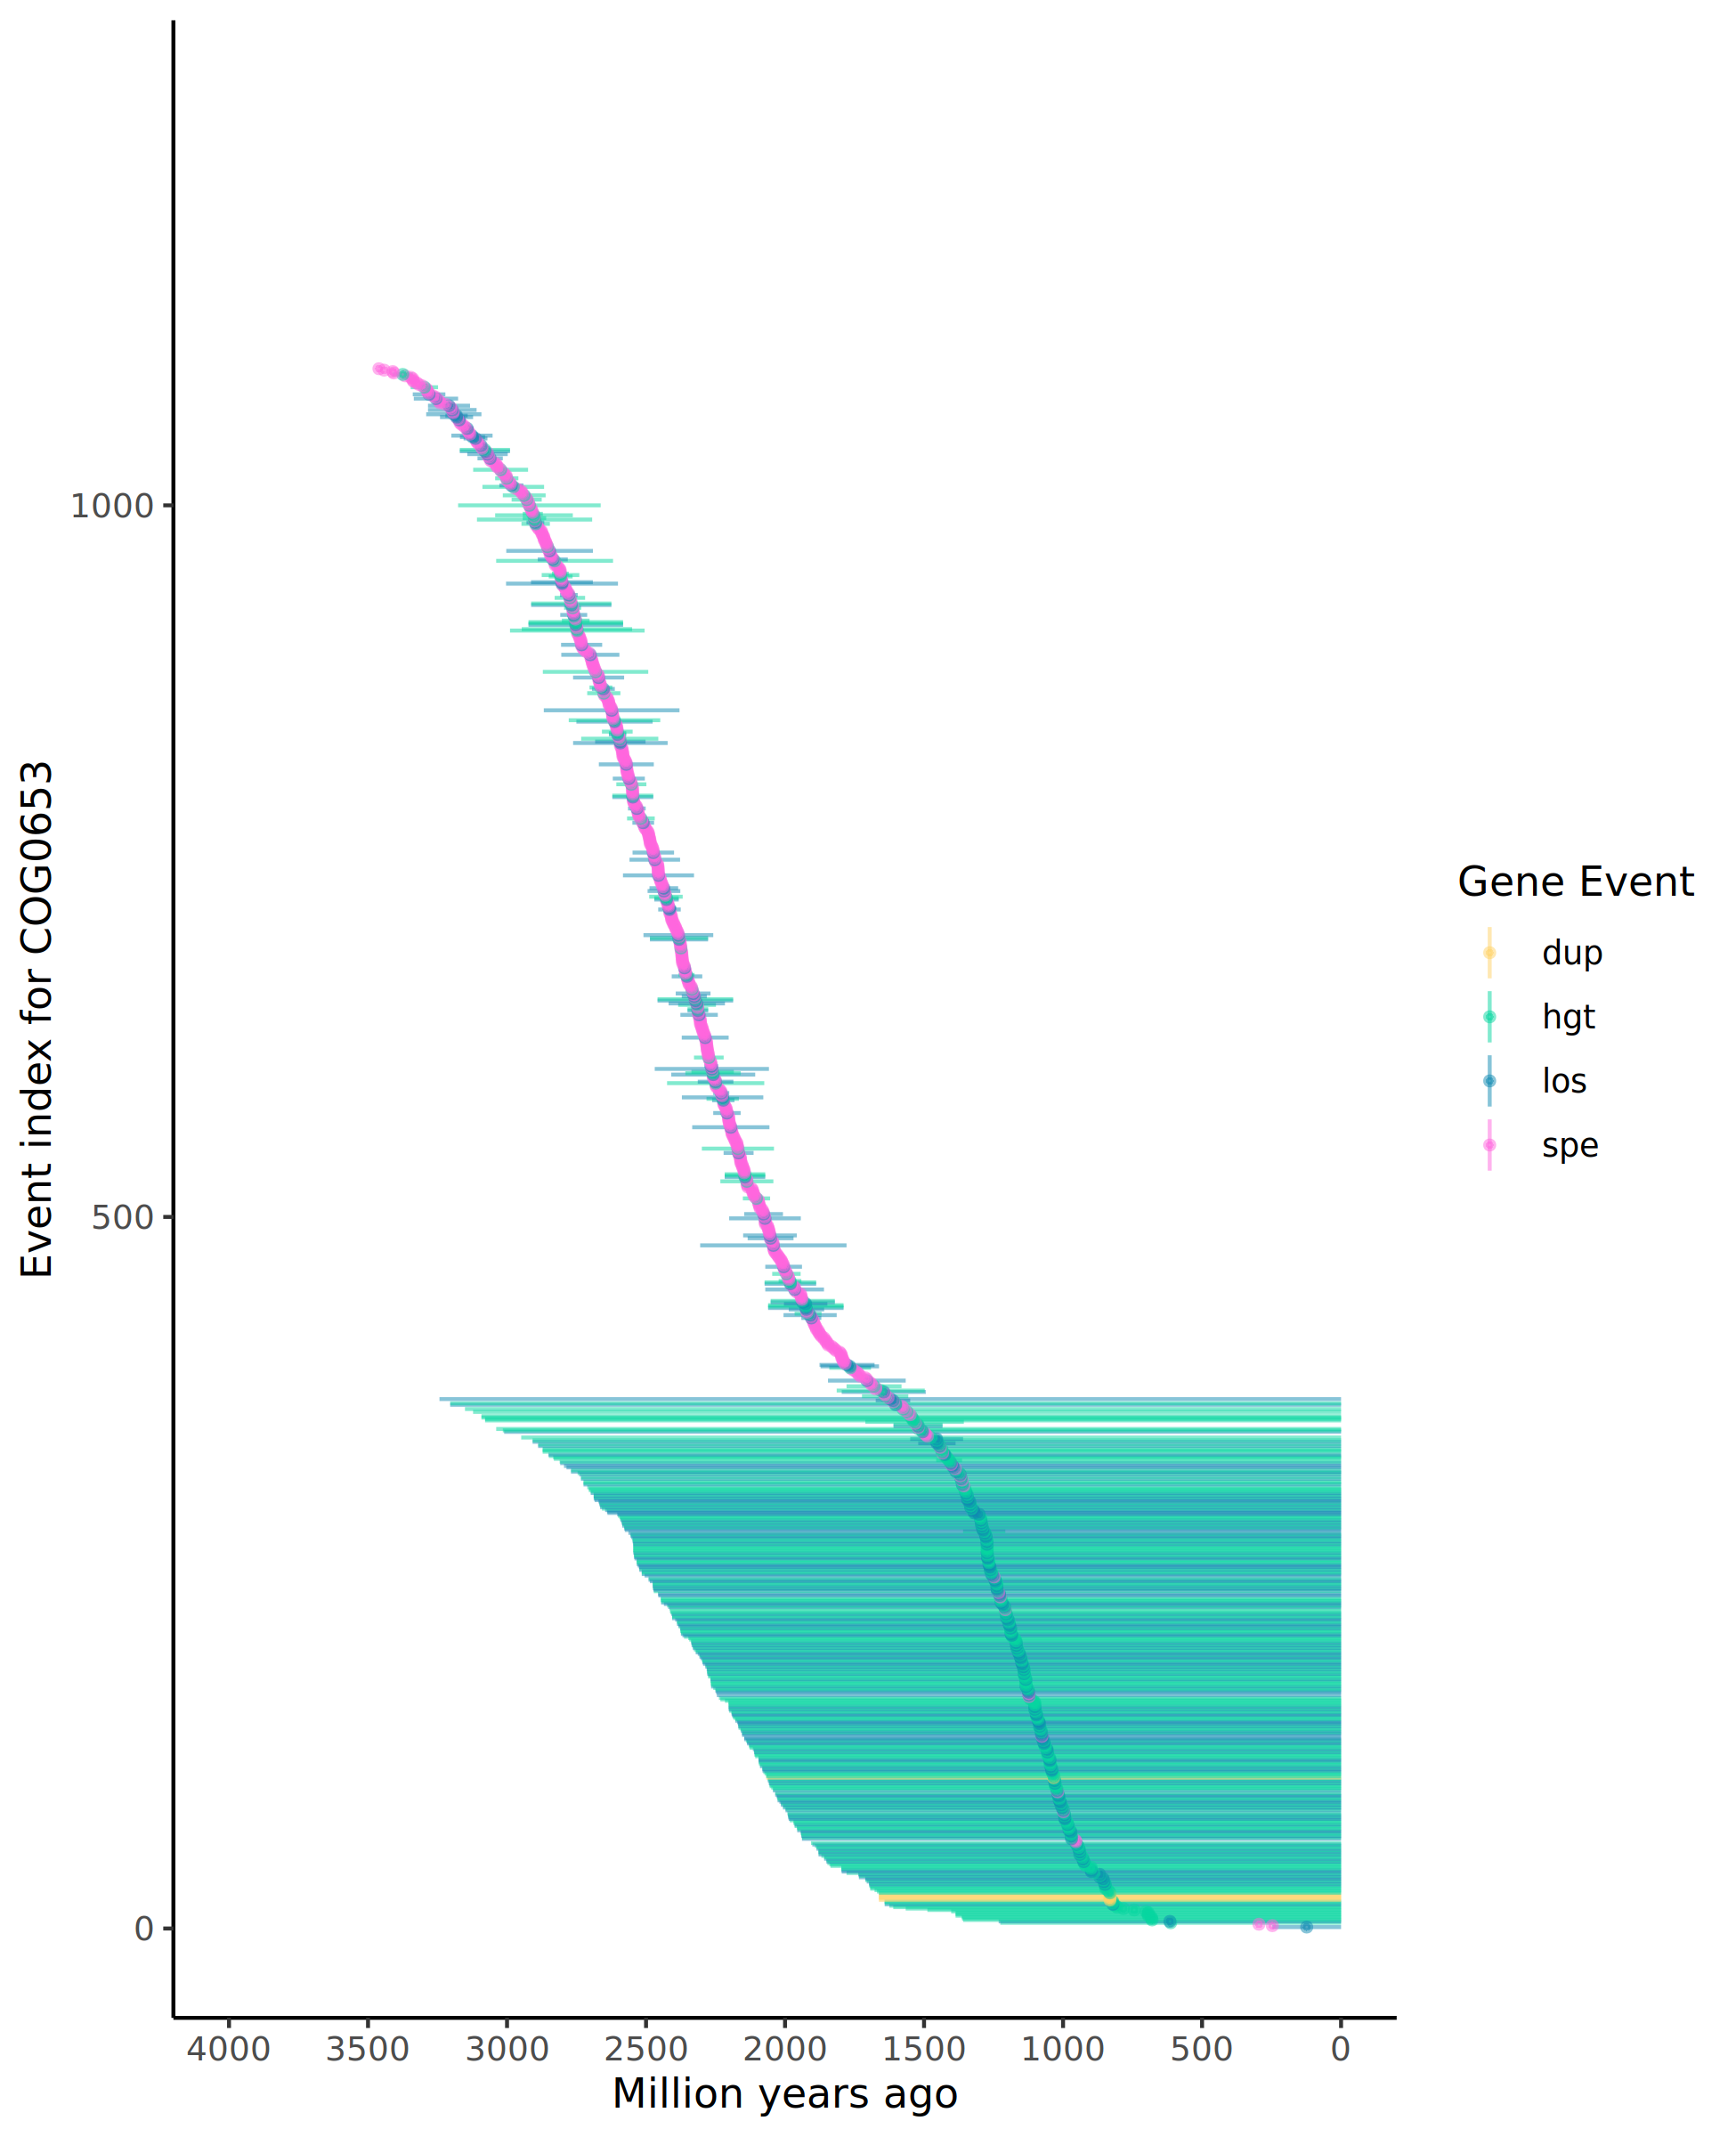 Event index for COG0653
1000
500
0
4000 3500 3000 2500 2000 1500 1000 500 0
Million years ago
Gene Event
dup
hgt
los
spe